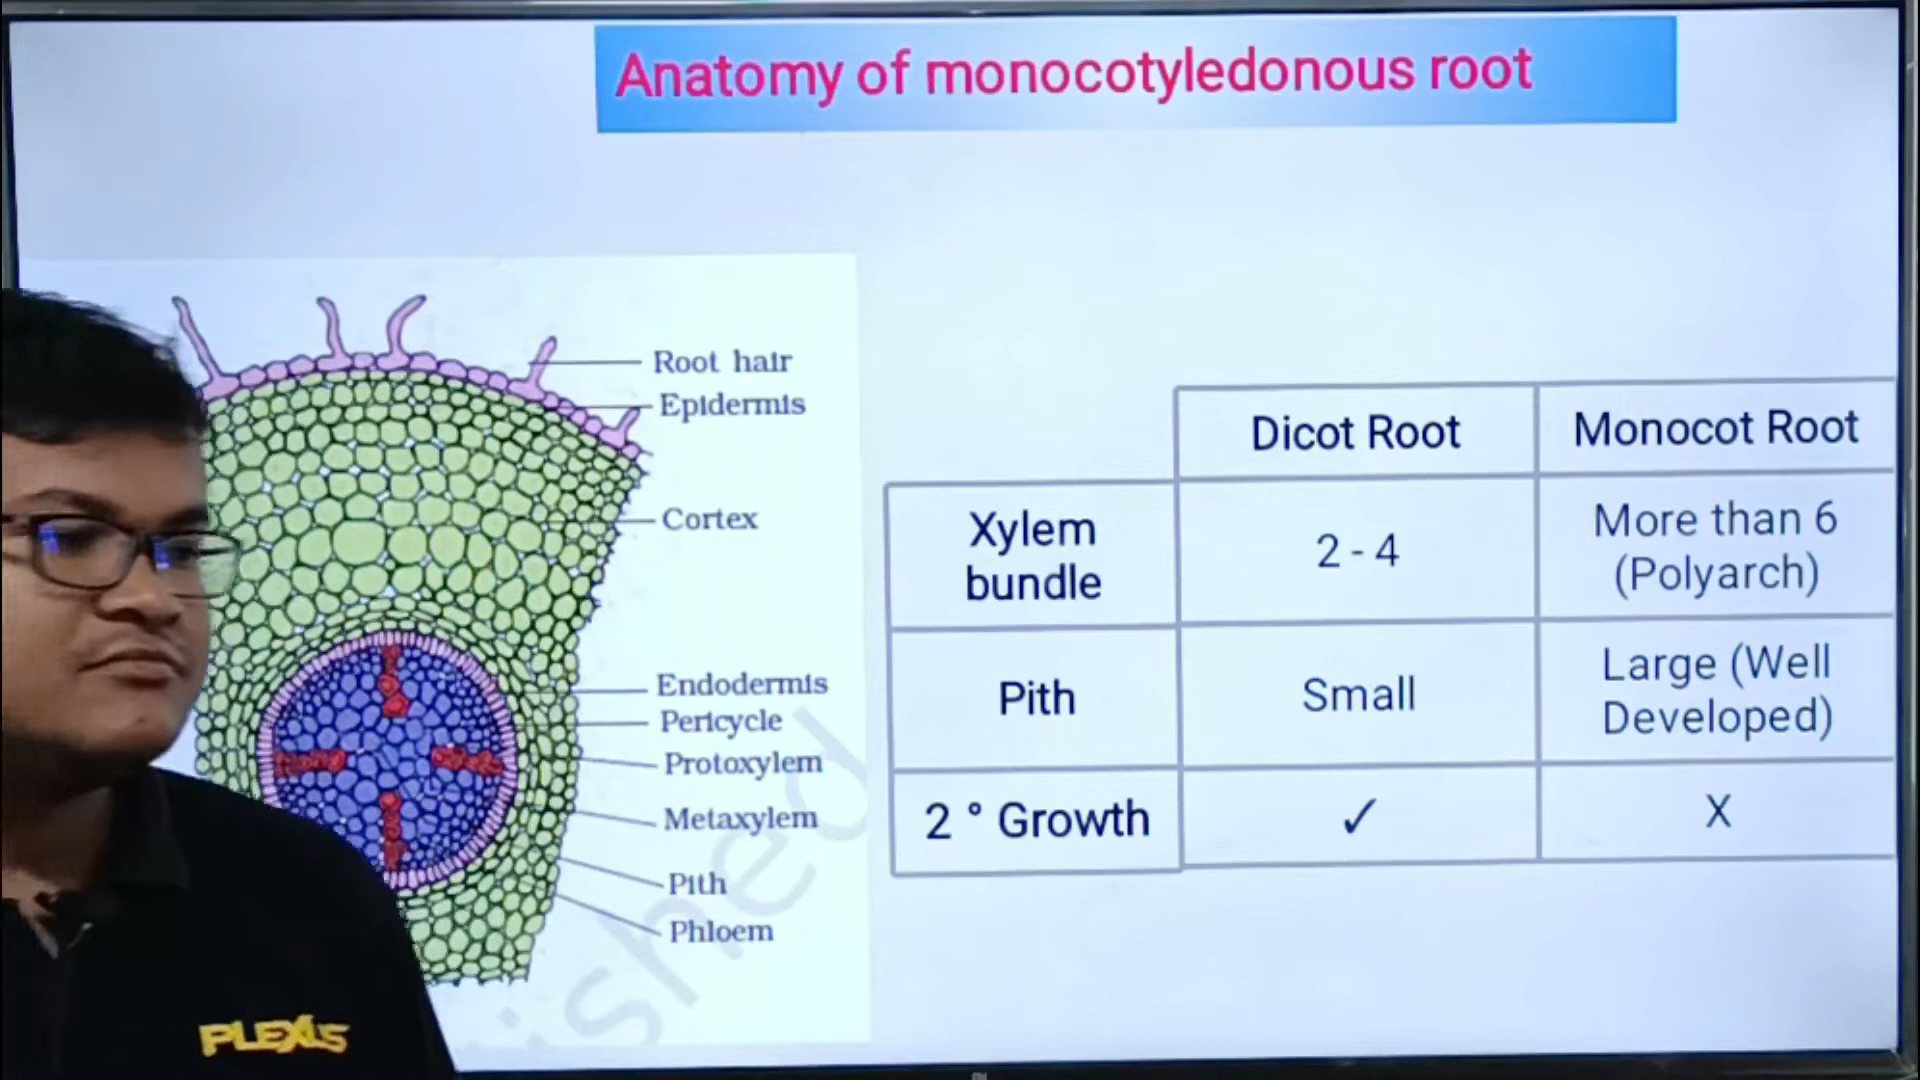 Anatomy of monocotyledonous root
Root hair
Epidermis
Cortex
Endodermis
Pericycle
Protoxylem
Metaxylem
Pith
Phloem
Dicot Root
Monocot Root
Xylem
bundle
2 - 4
More than 6
(Polyarch)
Pith
Small
Large (Well
Developed)
2 ° Growth
✓
X
ished
PLEXUS